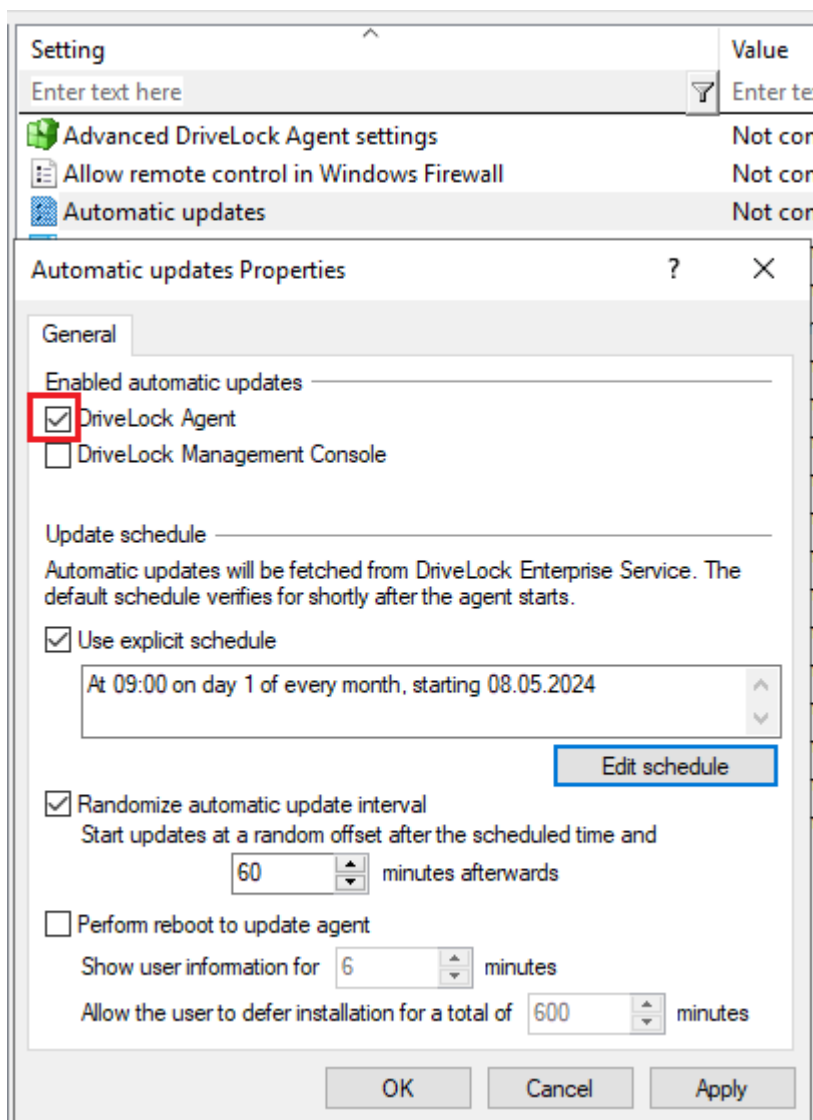 Setting
Value
Enter text here
Enter te
Advanced DriveLock Agent settings
Not cor
Allow remote control in Windows Firewall
Not cor
Automatic updates
Not cor
Automatic updates Properties
?
General
Enabled automatic updates
DriveLock Agent
DriveLock Management Console
Update schedule
Automatic updates will be fetched from DriveLock Enterprise Service. The
default schedule verifies for shortly after the agent starts.
Use explicit schedule
At 09:00 on day 1 of every month, starting 08.05.2024
Edit schedule
Randomize automatic update interval
Start updates at a random offset after the scheduled time and
60 minutes afterwards
Perform reboot to update agent
Show user information for 6 minutes
Allow the user to defer installation for a total of 600 minutes
OK
Cancel
Apply